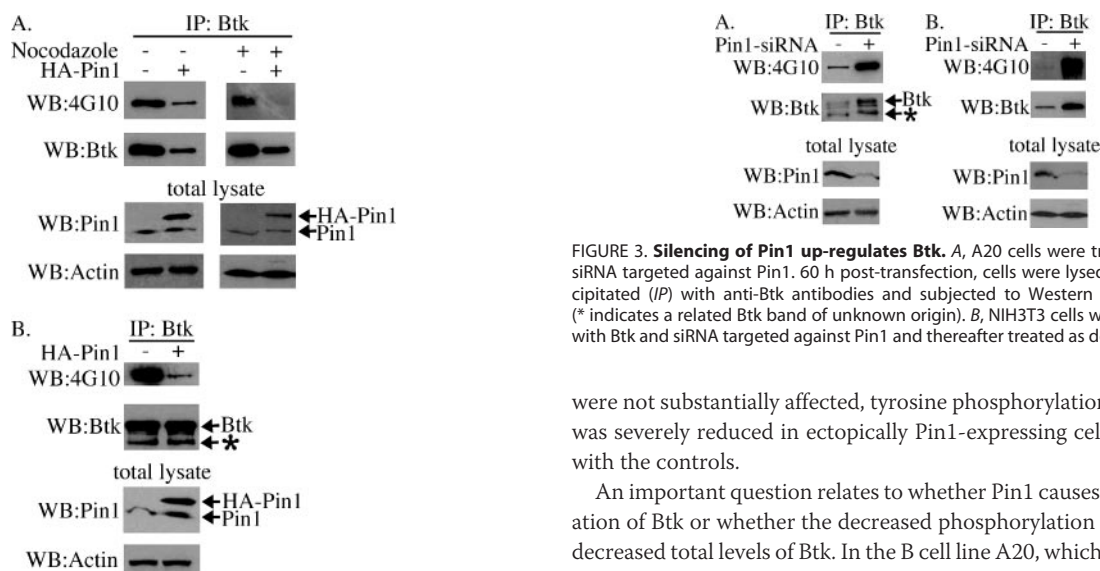 A.
IP: Btk
Nocodazole - - + +
HA-Pin1 - + - +
WB:4G10
WB:Btk
total lysate
WB:Pin1
HA-Pin1
Pin1
WB:Actin
B.
IP: Btk
HA-Pin1 - +
WB:4G10
WB:Btk
Btk
*
total lysate
WB:Pin1
HA-Pin1
Pin1
WB:Actin
A.
IP: Btk
Pin1-siRNA - +
WB:4G10
WB:Btk
Btk
*
total lysate
WB:Pin1
WB:Actin
B.
IP: Btk
Pin1-siRNA - +
WB:4G10
WB:Btk
total lysate
WB:Pin1
WB:Actin
FIGURE 3. Silencing of Pin1 up-regulates Btk. A, A20 cells were
siRNA targeted against Pin1. 60 h post-transfection, cells were lysed
cipitated (IP) with anti-Btk antibodies and subjected to Western
(* indicates a related Btk band of unknown origin). B, NIH3T3 cells
with Btk and siRNA targeted against Pin1 and thereafter treated as
were not substantially affected, tyrosine phosphorylation
was severely reduced in ectopically Pin1-expressing
with the controls.
An important question relates to whether Pin1 causes
ation of Btk or whether the decreased phosphorylation
decreased total levels of Btk. In the B cell line A20, which